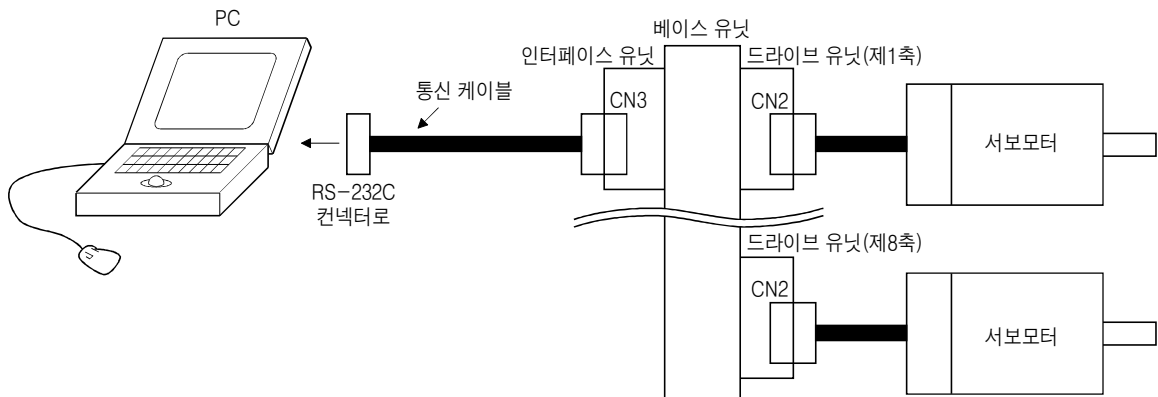 PC
베이스 유닛
인터페이스 유닛
드라이브 유닛(제1축)
통신 케이블
CN3
CN2
서보모터
RS-232C
컨넥터로
드라이브 유닛(제8축)
CN2
서보모터